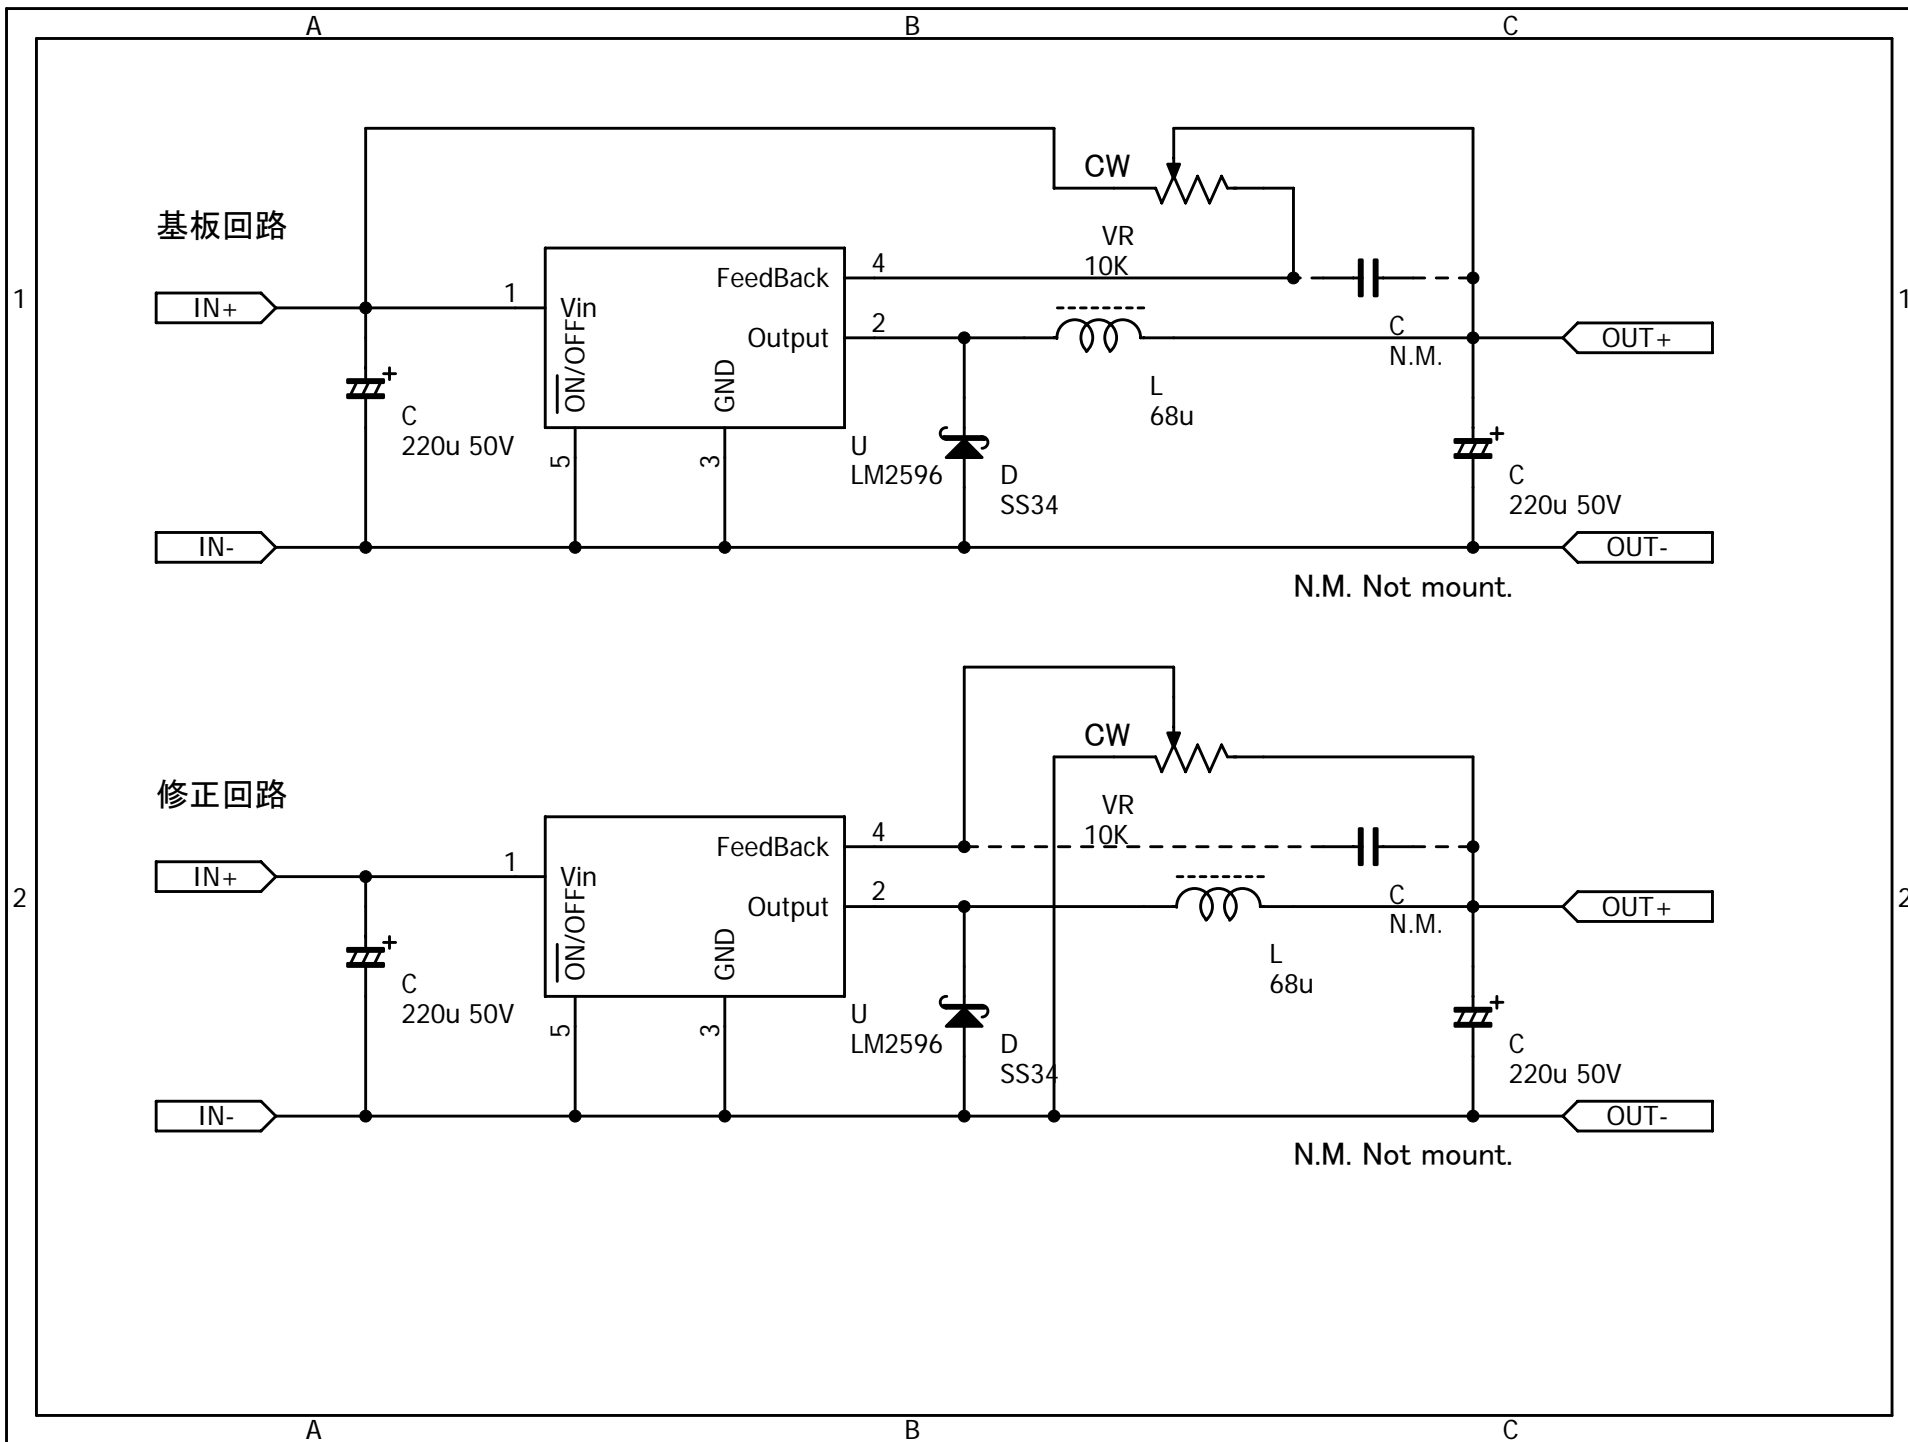 A B C
CW
基板回路
VR
10K
1
IN+
1
Vin
ON/OFF
GND
FeedBack
4
Output
2
C
N.M.
OUT+
1
C
220u 50V
5
3
U
LM2596
D
SS34
L
68u
C
220u 50V
IN-
OUT-
N.M. Not mount.
CW
修正回路
VR
10K
2
IN+
1
Vin
ON/OFF
GND
FeedBack
4
Output
2
C
N.M.
OUT+
2
C
220u 50V
5
3
U
LM2596
D
SS34
L
68u
C
220u 50V
IN-
OUT-
N.M. Not mount.
A B C